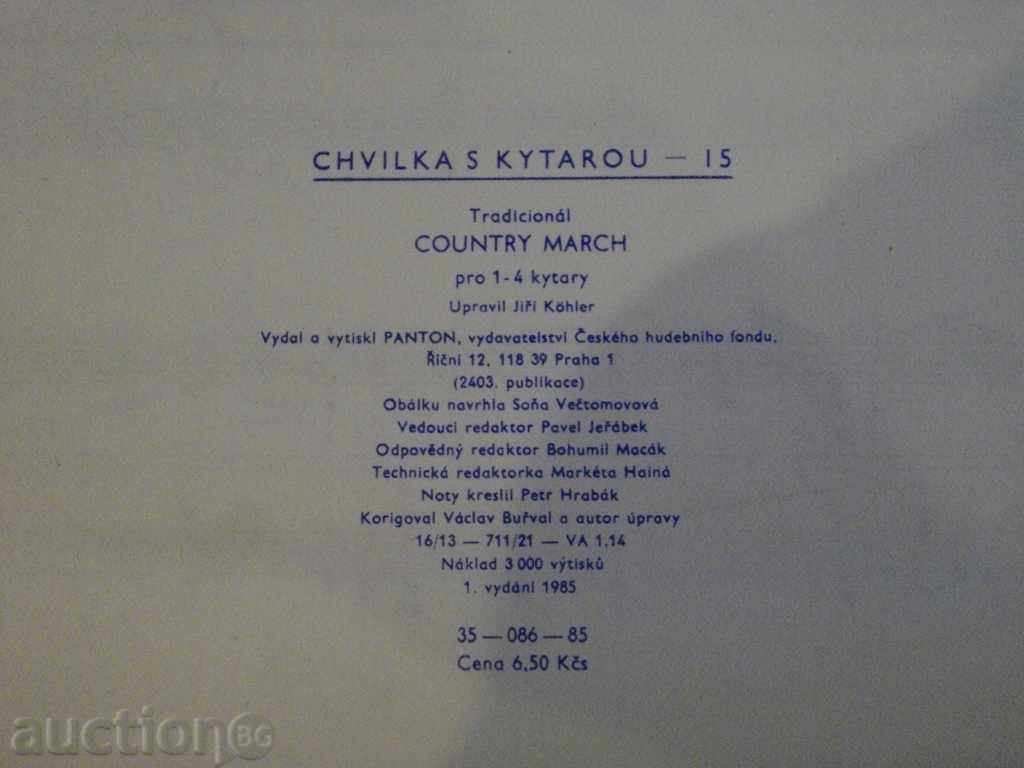 CHVILKA S KYTAROU — 15
Tradicionál
COUNTRY MARCH
pro 1-4 kytary
Upravil Jiří Köhler
Vydal a vytiskl PANTON, vydavatelství Českého hudebního fondu,
Říční 12, 118 39 Praha 1
(2403. publikace)
Obálku navrhla Soňa Večtomovová
Vedoucí redaktor Pavel Jeřábek
Odpovědný redaktor Bohumil Macák
Technická redaktorka Markéta Hainá
Noty kreslil Petr Hrabák
Korigoval Václav Buřval a autor úpravy
16/13 — 711/21 — VA 1,14
Náklad 3 000 výtisků
1. vydání 1985
35 — 086 — 85
Cena 6,50 Kčs
auction BG